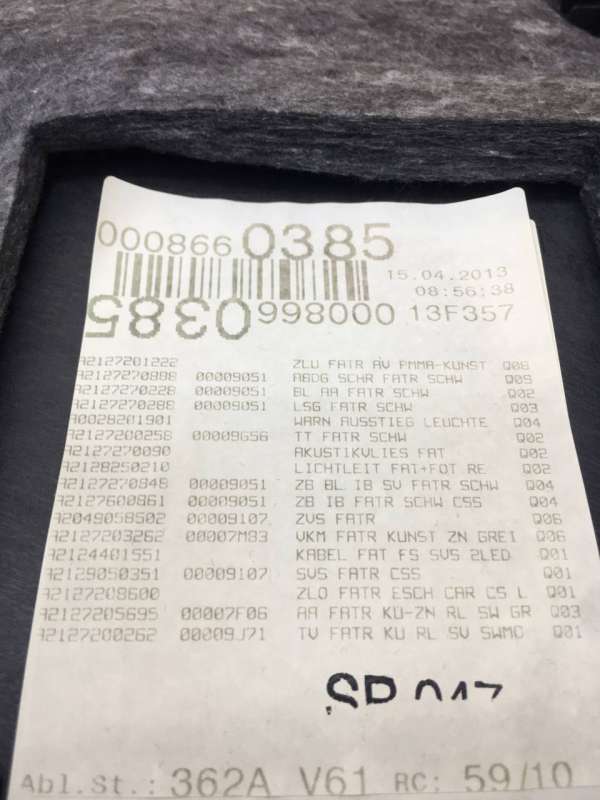 0008660385
15.04.2013
08:56:38
0008660385 13F357
A2127201222 ZLU FATR AV PMMA-KUNST Q08
A2127270888 00009051 ABDG SCHR FATR SCHW Q09
A2127270228 00009051 BL AA FATR SCHW Q02
A2127270288 00009051 LSG FATR SCHW Q03
A0028201901 WARN AUSSTIEG LEUCHTE Q04
A2127200258 00009G56 TT FATR SCHW Q02
A2127270090 AKUSTIKVLIES FAT Q02
A2128250210 LICHTLEIT FAT+FOT RE Q02
A2127270848 00009051 ZB BL IB SV FATR SCHW Q04
A2127600861 00009051 ZB IB FATR SCHW CSS Q04
A2049058502 00009107 ZVS FATR Q06
A2127203262 00007M83 VKM FATR KUNST ZN GREI Q06
A2124401551 KABEL FAT FS SVS 2LED Q01
A2129050351 00009107 SVS FATR CSS Q01
A2127208600 ZLO FATR ESCH CAR CS L Q01
A2127205695 00007F06 AA FATR KU-ZN RL SW GR Q03
A2127200262 00009J71 TV FATR KU RL SV SWMC Q01
Abl.St.: 362A V61 RC; 59/10